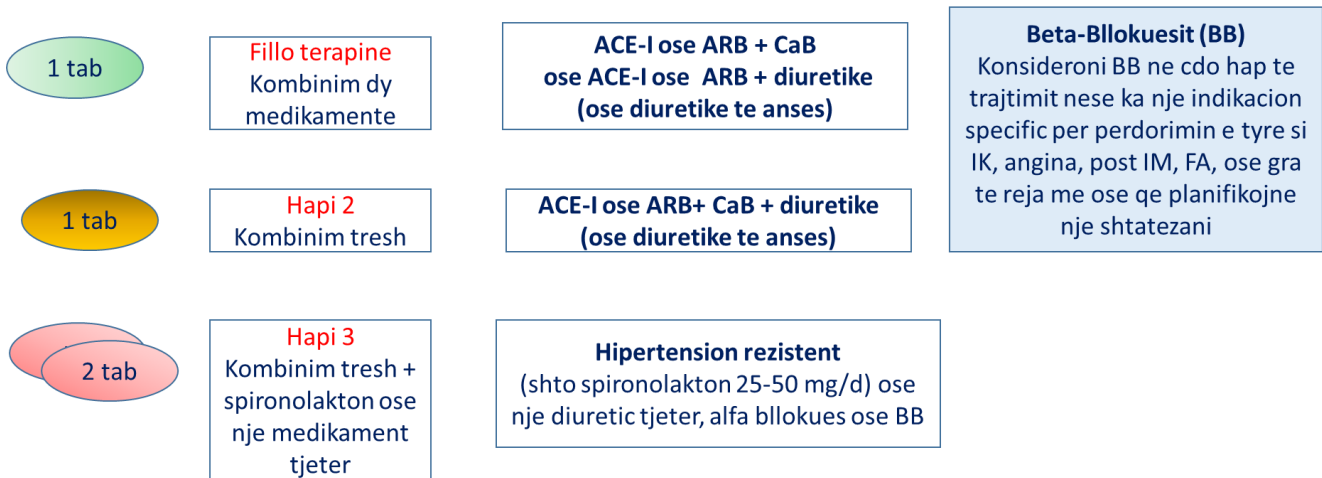 1 tab
Fillo terapine
Kombinim dy
medikamente
ACE-I ose ARB + CaB
ose ACE-I ose ARB + diuretike
(ose diuretike te anses)
Beta-Bllokuesit (BB)
Konsideroni BB ne cdo hap te
trajtimit nese ka nje indikacion
specific per perdorimin e tyre si
IK, angina, post IM, FA, ose gra
te reja me ose qe planifikojne
nje shtatezani
1 tab
Hapi 2
Kombinim tresh
ACE-I ose ARB+ CaB + diuretike
(ose diuretike te anses)
2 tab
Hapi 3
Kombinim tresh +
spironolakton ose
nje medikament
tjeter
Hipertension rezistent
(shto spironolakton 25-50 mg/d) ose
nje diuretic tjeter, alfa bllokues ose BB